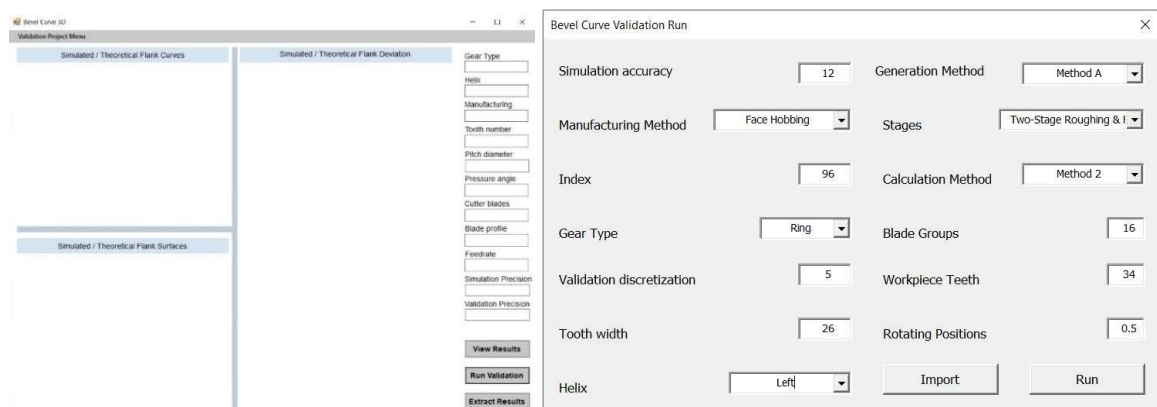 Bevel Curve 3D
Validation Project Menu
Simulated / Theoretical Flank Curves
Simulated / Theoretical Flank Deviation
Simulated / Theoretical Flank Surfaces
Gear Type
Helix
Manufacturing
Tooth number
Pitch diameter
Pressure angle
Cutter blades
Blade profile
Feedrate
Simulation Precision
Validation Precision
View Results
Run Validation
Extract Results
Bevel Curve Validation Run
Simulation accuracy 12 Generation Method Method A
Manufacturing Method Face Hobbing Stages Two-Stage Roughing & F
Index 96 Calculation Method Method 2
Gear Type Ring Blade Groups 16
Validation discretization 5 Workpiece Teeth 34
Tooth width 26 Rotating Positions 0.5
Helix Left Import Run